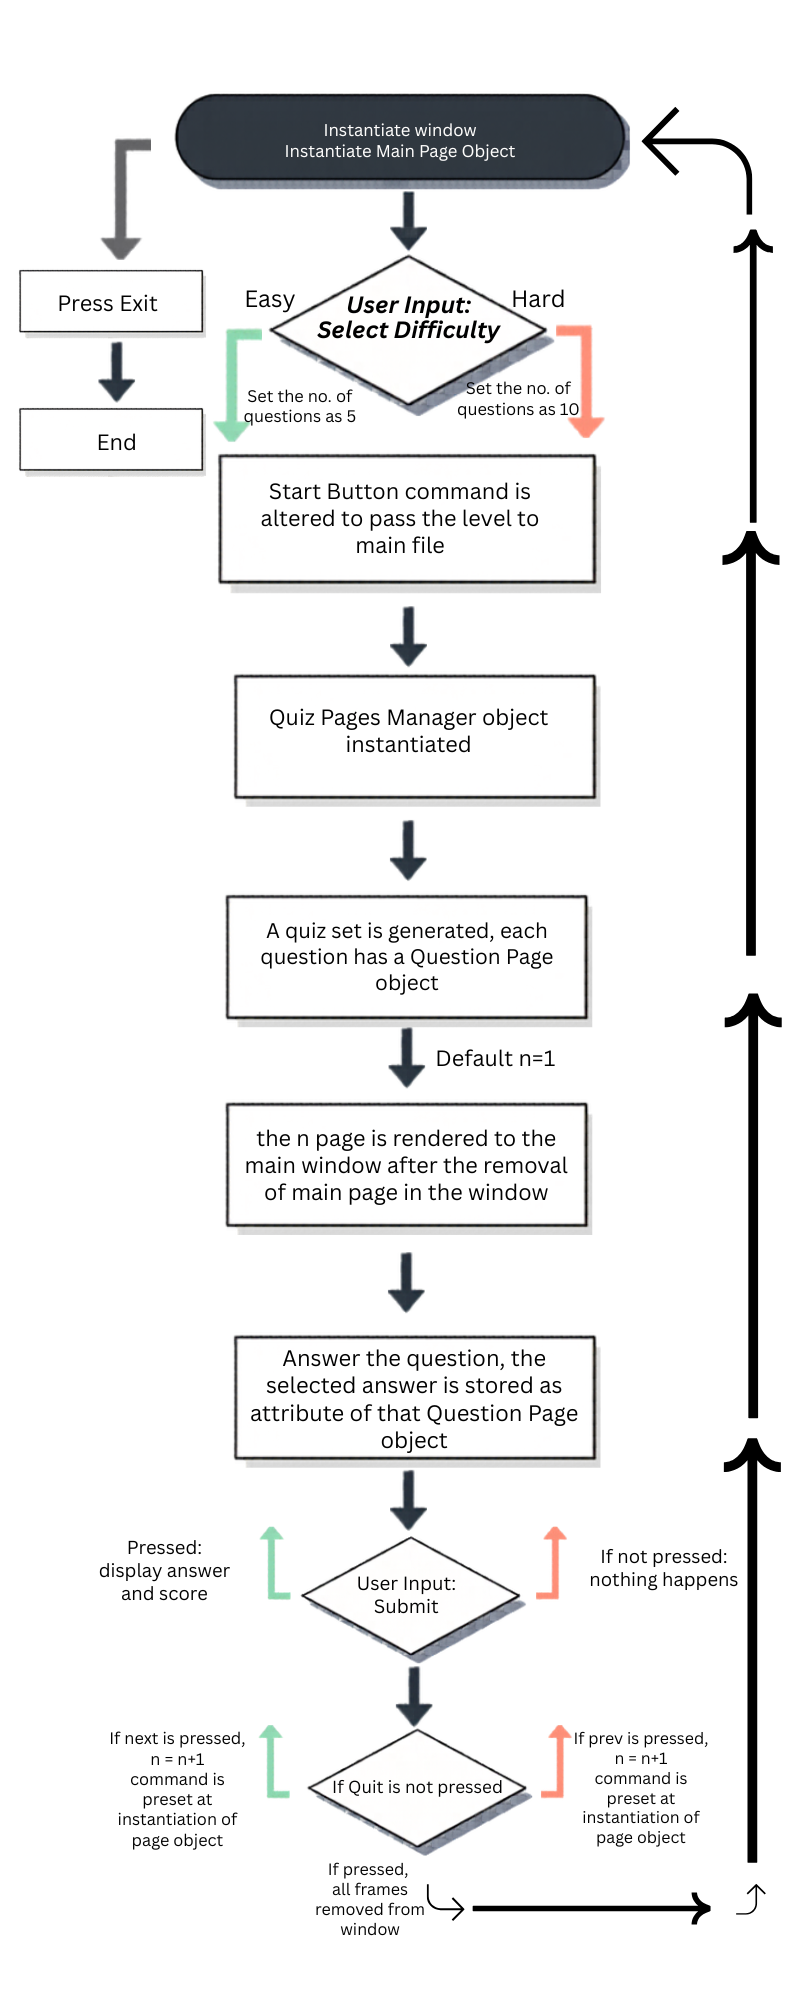 Instantiate window
Instantiate Main Page Object
Press Exit
End
Easy
Hard
User Input:
Select Difficulty
Set the no. of
questions as 5
Set the no. of
questions as 10
Start Button command is
altered to pass the level to
main file
Quiz Pages Manager object
instantiated
A quiz set is generated, each
question has a Question Page
object
Default n=1
the n page is rendered to the
main window after the removal
of main page in the window
Answer the question, the
selected answer is stored as
attribute of that Question Page
object
Pressed:
display answer
and score
User Input:
Submit
If not pressed:
nothing happens
If next is pressed,
n = n+1
command is
preset at
instantiation of
page object
If Quit is not pressed
If prev is pressed,
n = n+1
command is
preset at
instantiation of
page object
If pressed,
all frames
removed from
window